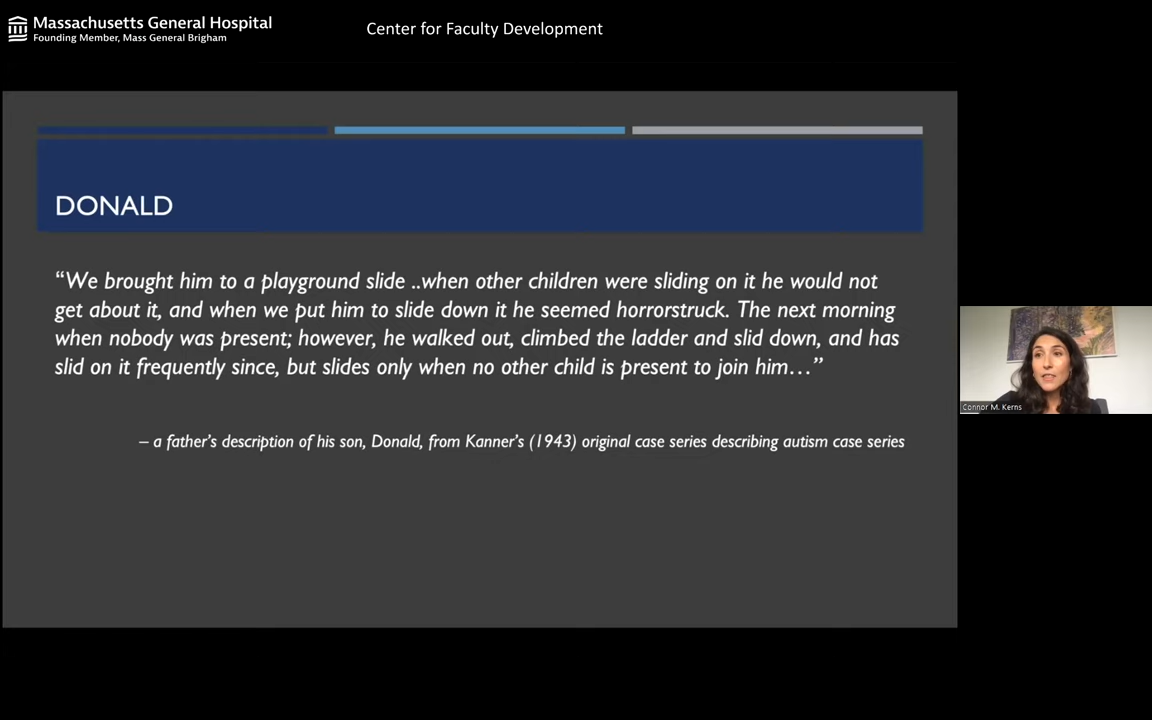 Massachusetts General Hospital
Founding Member, Mass General Brigham
Center for Faculty Development
DONALD
“We brought him to a playground slide ..when other children were sliding on it he would not
get about it, and when we put him to slide down it he seemed horrorstruck. The next morning
when nobody was present; however, he walked out, climbed the ladder and slid down, and has
slid on it frequently since, but slides only when no other child is present to join him…”
– a father’s description of his son, Donald, from Kanner’s (1943) original case series describing autism case series
Connor M. Kerns